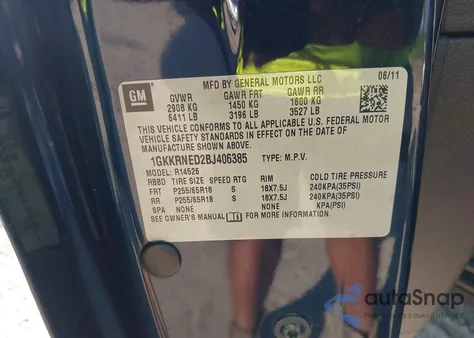 MFD BY GENERAL MOTORS LLC 06/11
GM GVWR GAWR FRT GAWR RR
2908 KG 1450 KG 1600 KG
6411 LB 3196 LB 3527 LB
THIS VEHICLE CONFORMS TO ALL APPLICABLE U.S. FEDERAL MOTOR
VEHICLE SAFETY STANDARDS IN EFFECT ON THE DATE OF
MANUFACTURE SHOWN ABOVE.
1GKKRNED2BJ406385 TYPE: M.P.V.
MODEL: R14526
RBBD TIRE SIZE SPEED RTG RIM COLD TIRE PRESSURE
FRT P255/65R18 S 18X7.5J 240KPA(35PSI)
RR P255/65R18 S 18X7.5J 240KPA(35PSI)
NONE NONE NONE KPA(PSI)
SEE OWNER'S MANUAL FOR MORE INFORMATION.
autoSnap